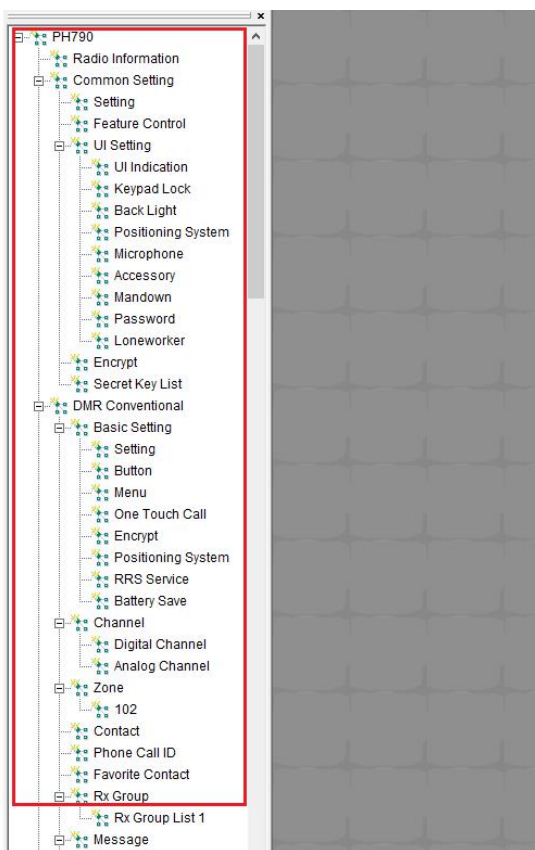 PH790
Radio Information
Common Setting
Setting
Feature Control
UI Setting
UI Indication
Keypad Lock
Back Light
Positioning System
Microphone
Accessory
Mandown
Password
Loneworker
Encrypt
Secret Key List
DMR Conventional
Basic Setting
Setting
Button
Menu
One Touch Call
Encrypt
Positioning System
RRS Service
Battery Save
Channel
Digital Channel
Analog Channel
Zone
102
Contact
Phone Call ID
Favorite Contact
Rx Group
Rx Group List 1
Message